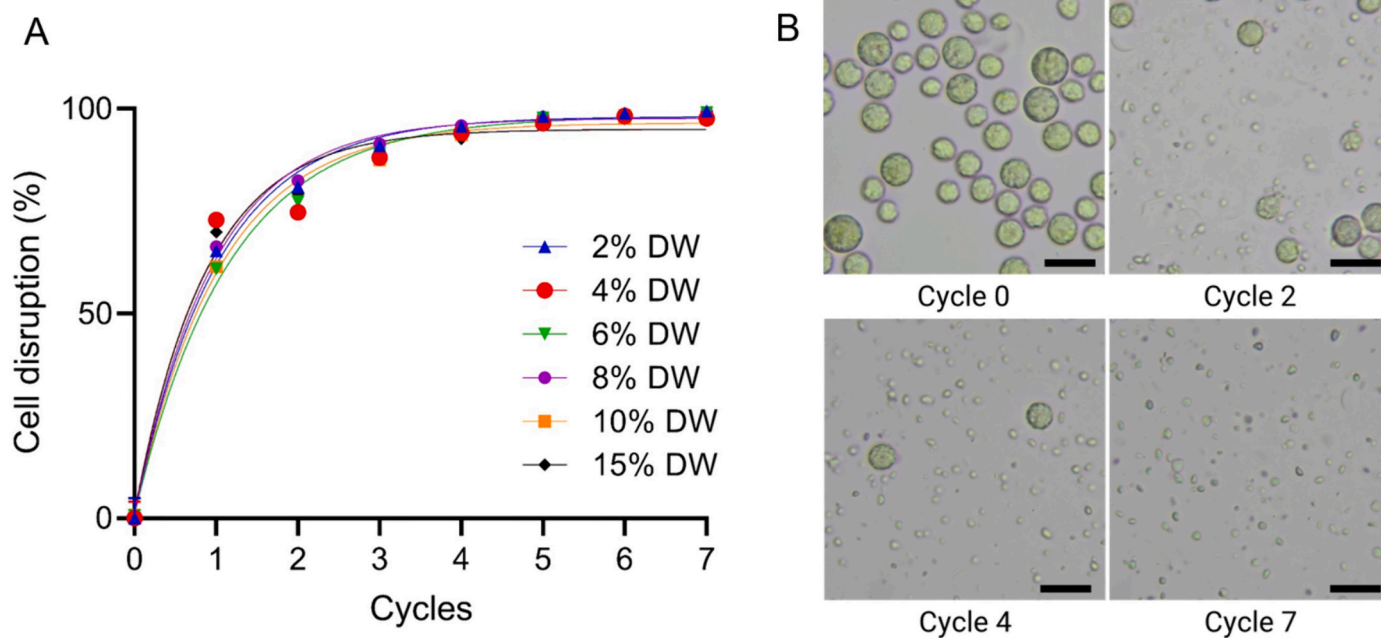 A
Cell disruption (%)
100
50
0
0 1 2 3 4 5 6 7
Cycles
2% DW
4% DW
6% DW
8% DW
10% DW
15% DW
B
Cycle 0
Cycle 2
Cycle 4
Cycle 7